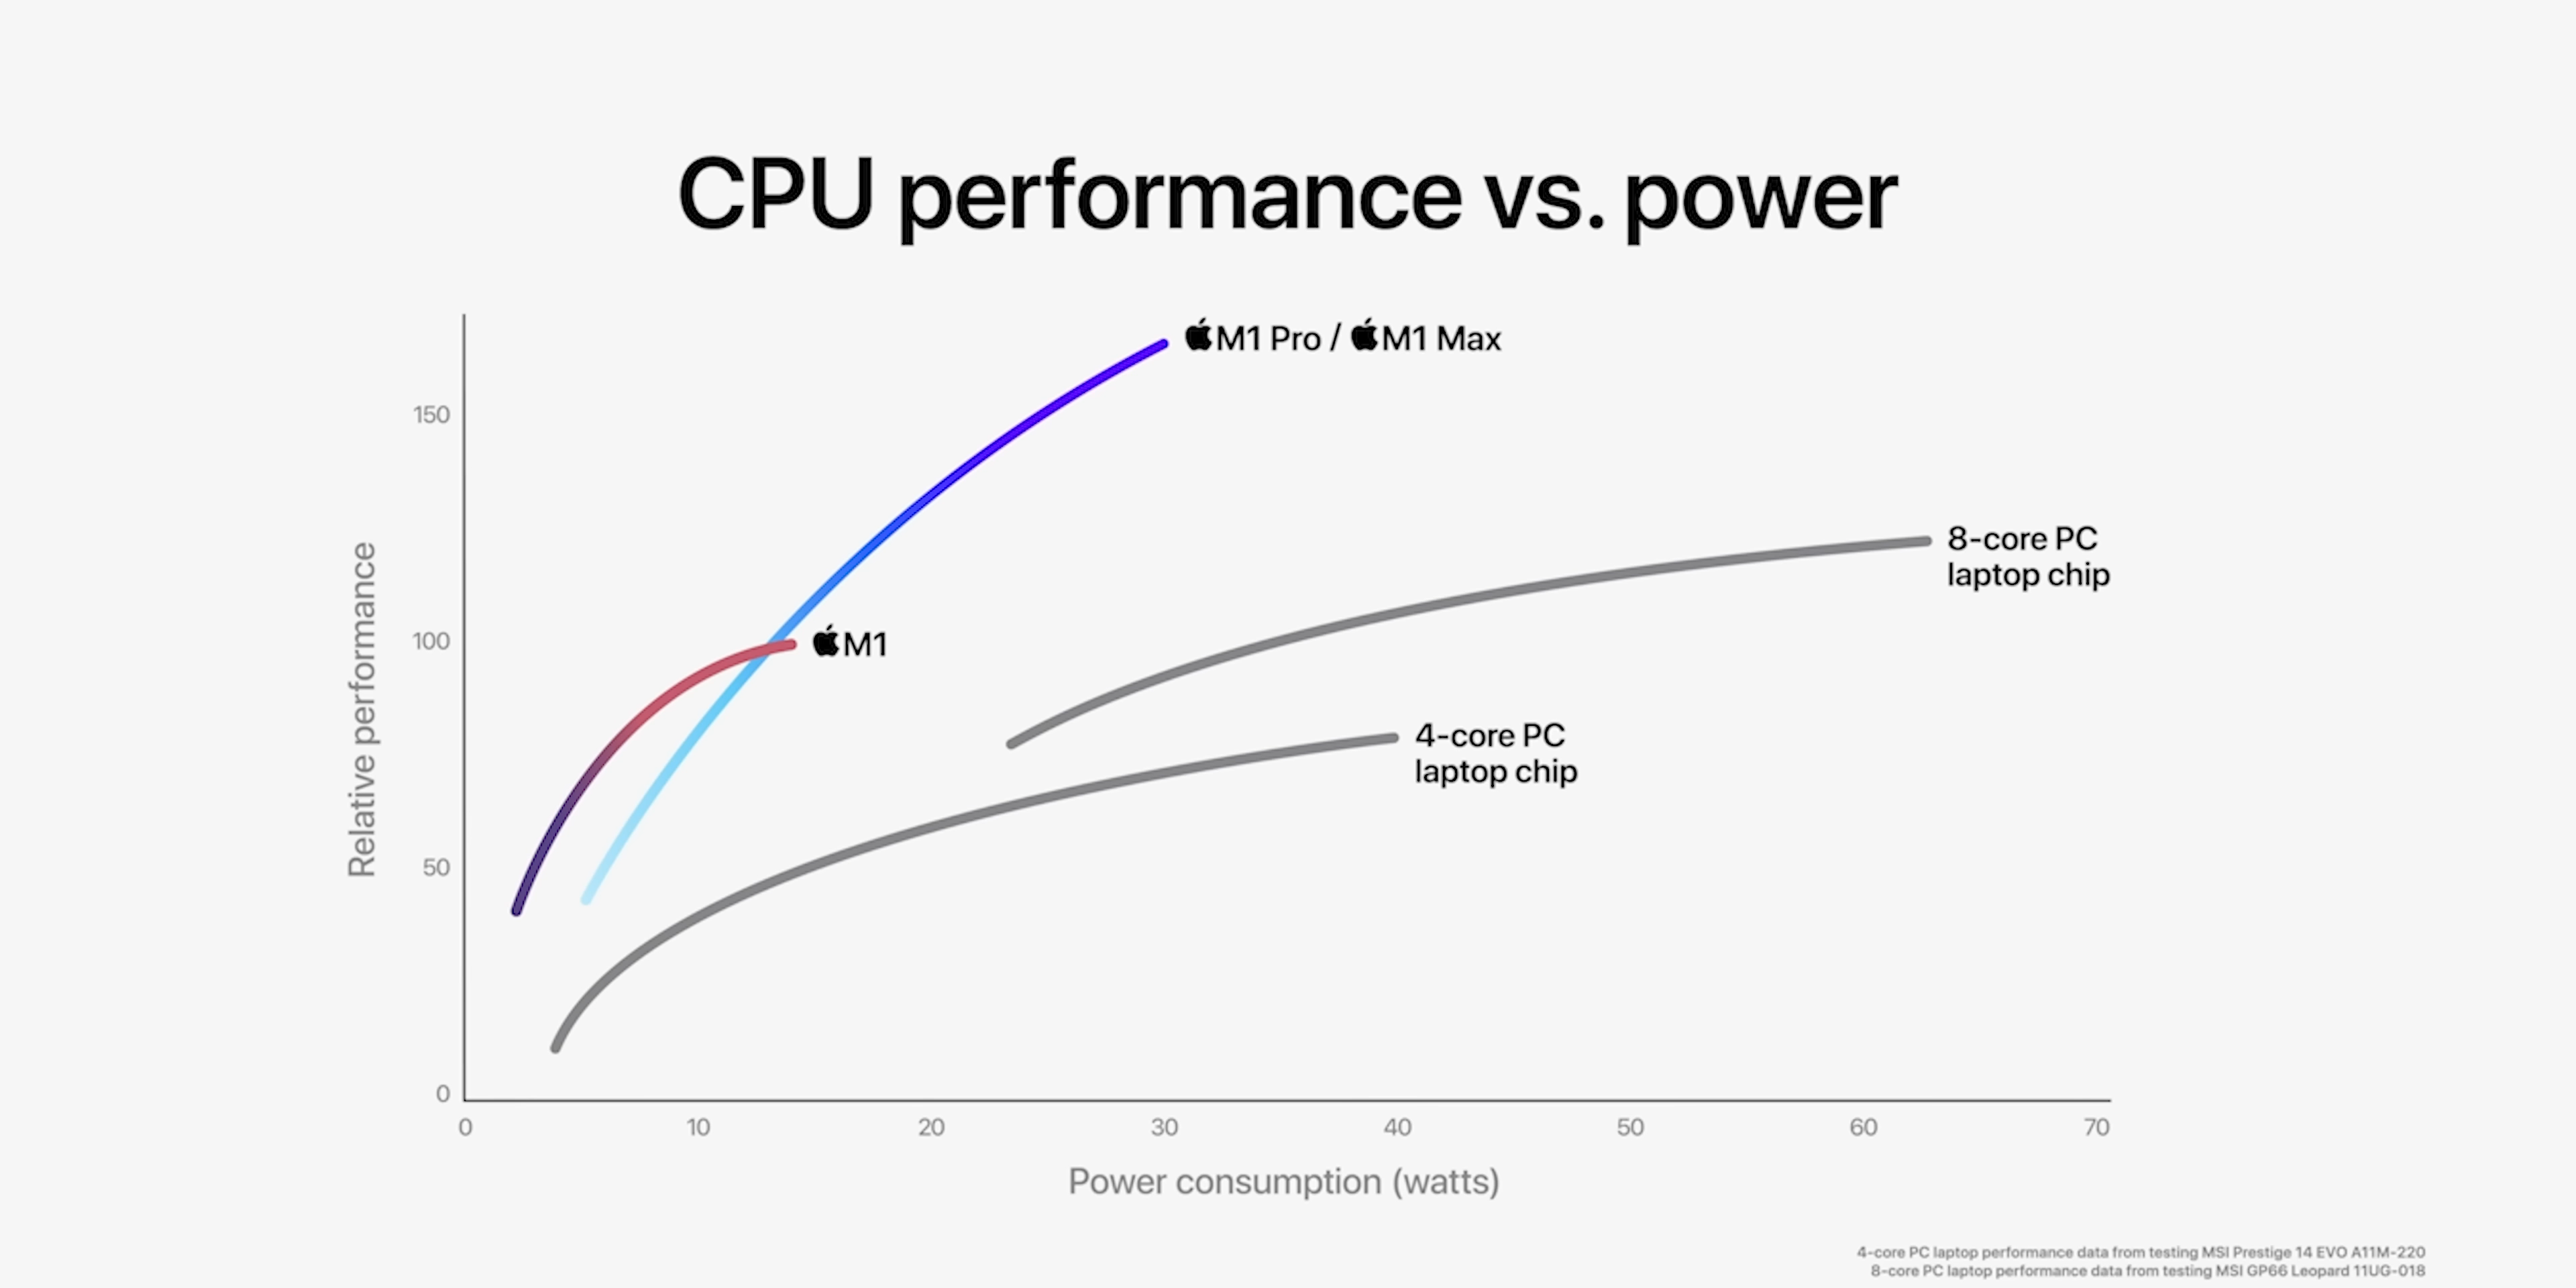 CPU performance vs. power
M1 Pro / M1 Max
150
8-core PC
laptop chip
100
M1
4-core PC
laptop chip
Relative performance
50
0
0 10 20 30 40 50 60 70
Power consumption (watts)
4-core PC laptop performance data from testing MSI Prestige 14 EVO A11M-220
8-core PC laptop performance data from testing MSI GP66 Leopard 11UG-018